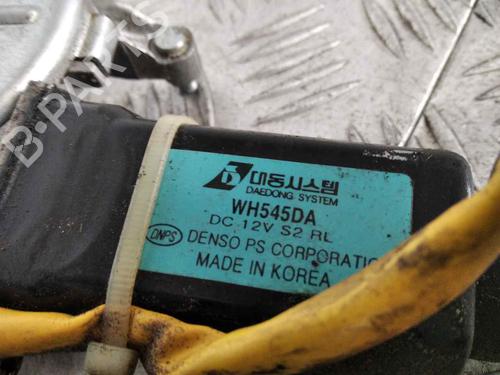 대동시스템
DAEDONG SYSTEM
WH545DA
DC 12V S2 RL
DNPS DENSO PS CORPORATION
MADE IN KOREA
B-PARTS